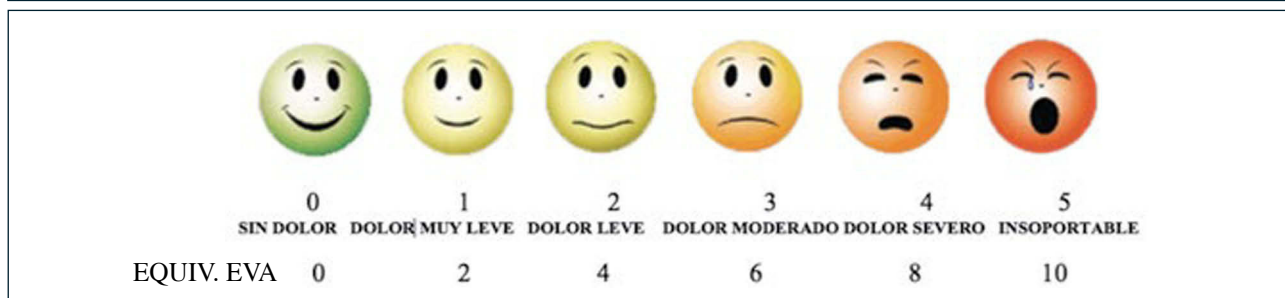 0 1 2 3 4 5
SIN DOLOR DOLOR MUY LEVE DOLOR LEVE DOLOR MODERADO DOLOR SEVERO INSOPORTABLE
EQUIV. EVA 0 2 4 6 8 10